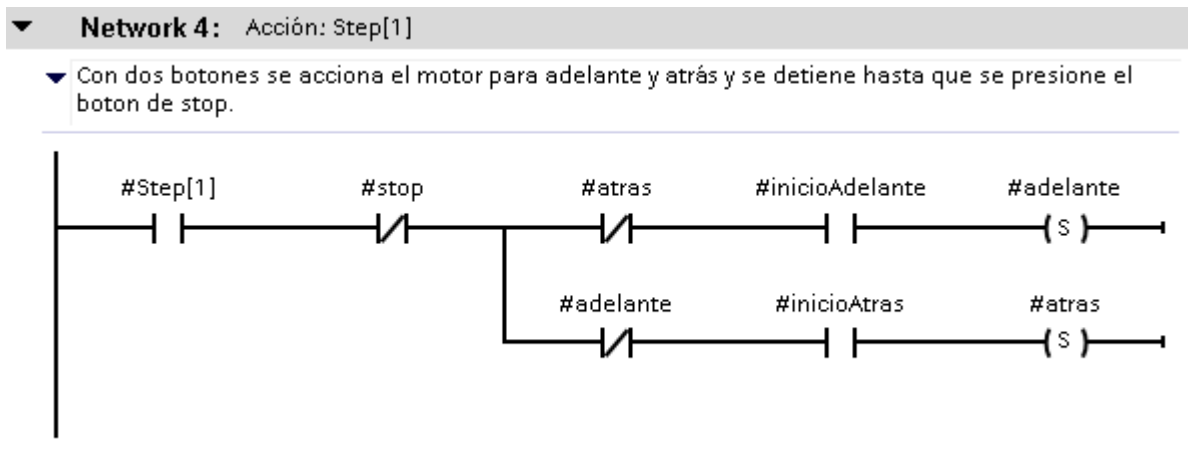 Network 4: Acción: Step[1]
Con dos botones se acciona el motor para adelante y atrás y se detiene hasta que se presione el
boton de stop.
#Step[1] #stop #atras #inicioAdelante #adelante
S
#adelante #inicioAtras #atras
S